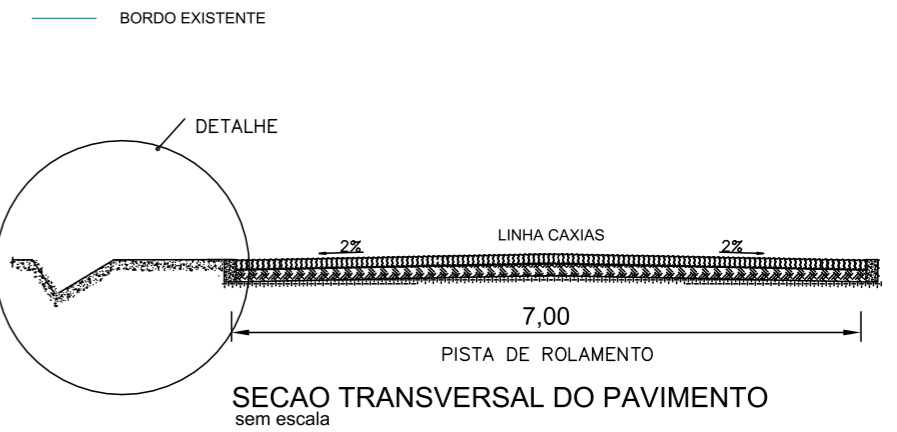 BORDO EXISTENTE
DETALHE
LINHA CAXIAS
2%
2%
7,00
PISTA DE ROLAMENTO
SECAO TRANSVERSAL DO PAVIMENTO
sem escala